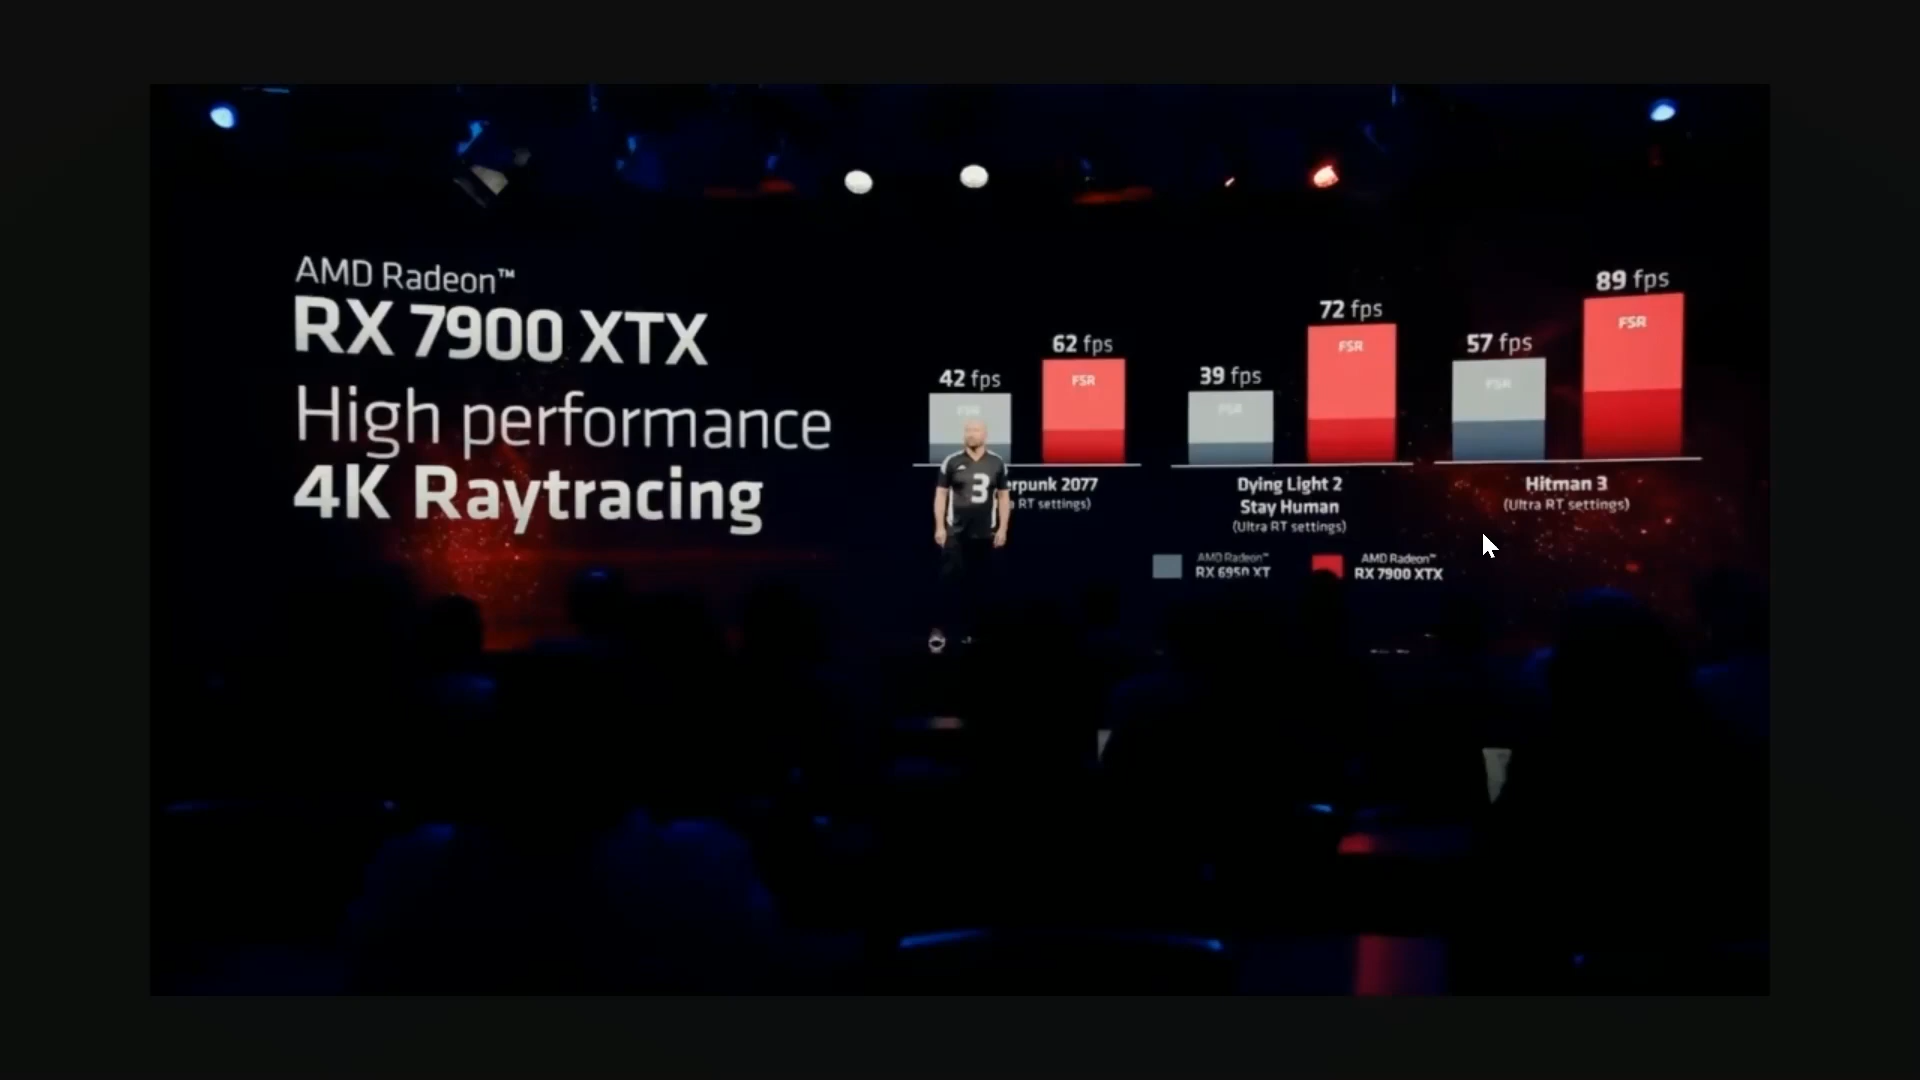 AMD Radeon™
RX 7900 XTX
High performance
4K Raytracing
42 fps
62 fps
39 fps
72 fps
57 fps
89 fps
FSR
FSR
FSR
FSR
FSR
FSR
3
erpunk 2077
a RT settings)
Dying Light 2
Stay Human
(Ultra RT settings)
Hitman 3
(Ultra RT settings)
AMD Radeon™
RX 6950 XT
AMD Radeon™
RX 7900 XTX